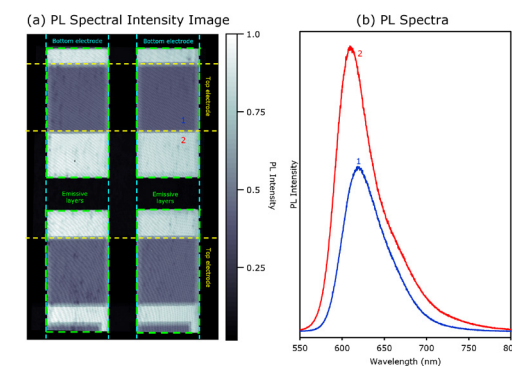 (a) PL Spectral Intensity Image
Bottom electrode
Bottom electrode
Top electrode
1
2
Emissive
layers
Emissive
layers
Top electrode
1.0
0.75
0.5
0.25
PL Intensity
(b) PL Spectra
2
1
PL Intensity
550
600
650
700
750
800
Wavelength (nm)